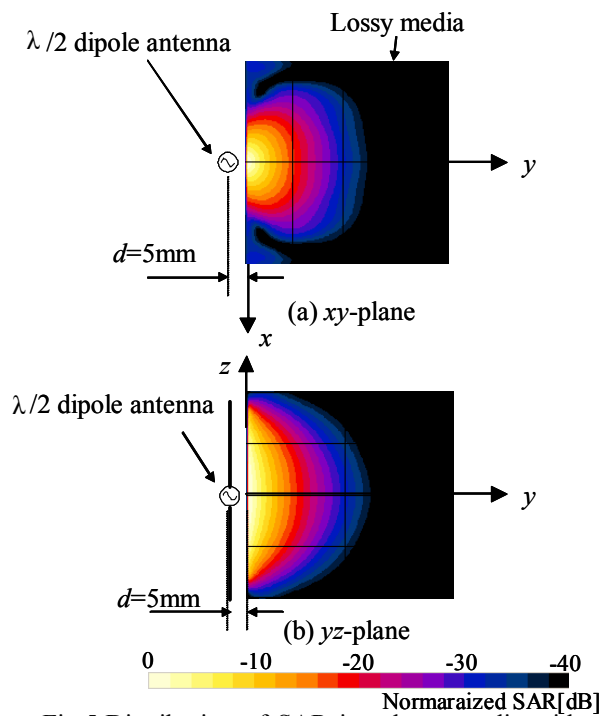 Lossy media
λ/2 dipole antenna
y
d=5mm
(a) xy-plane
x
z
λ/2 dipole antenna
y
d=5mm
(b) yz-plane
0 -10 -20 -30 -40
Normaraized SAR[dB]